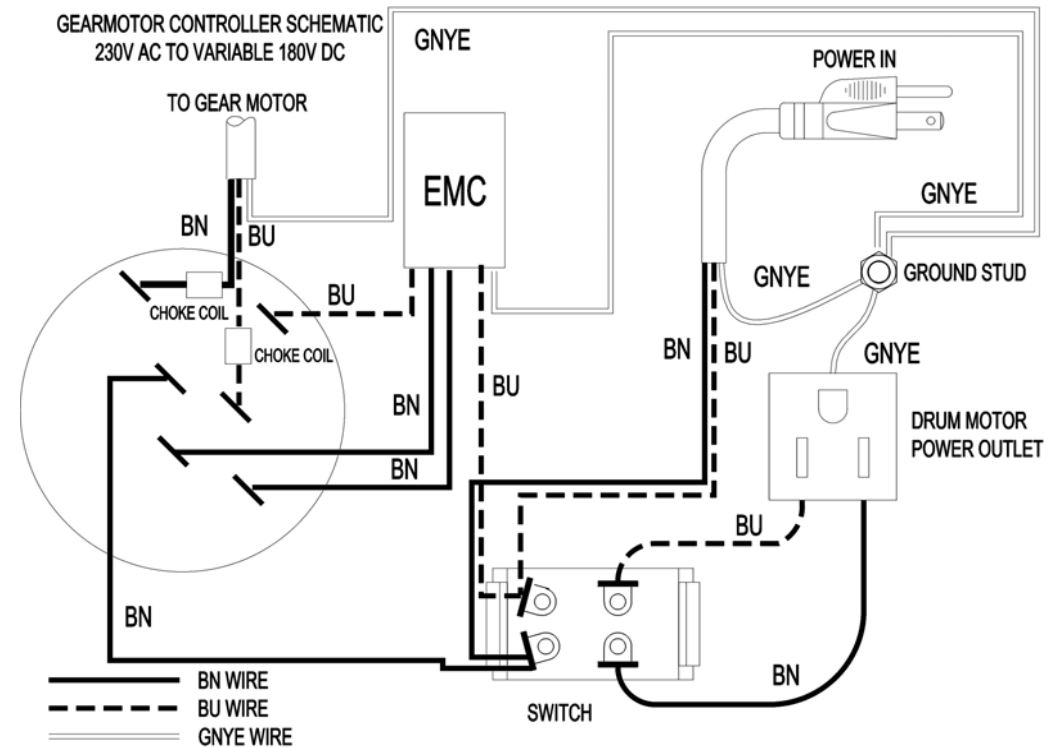 GEARMOTOR CONTROLLER SCHEMATIC
230V AC TO VARIABLE 180V DC
GNYE
POWER IN
TO GEAR MOTOR
EMC
GNYE
BN
BU
GNYE
GROUND STUD
BU
CHOKE COIL
CHOKE COIL
BN
BU
GNYE
BU
BN
DRUM MOTOR
POWER OUTLET
BN
BU
BN
BN
SWITCH
BN WIRE
BU WIRE
GNYE WIRE